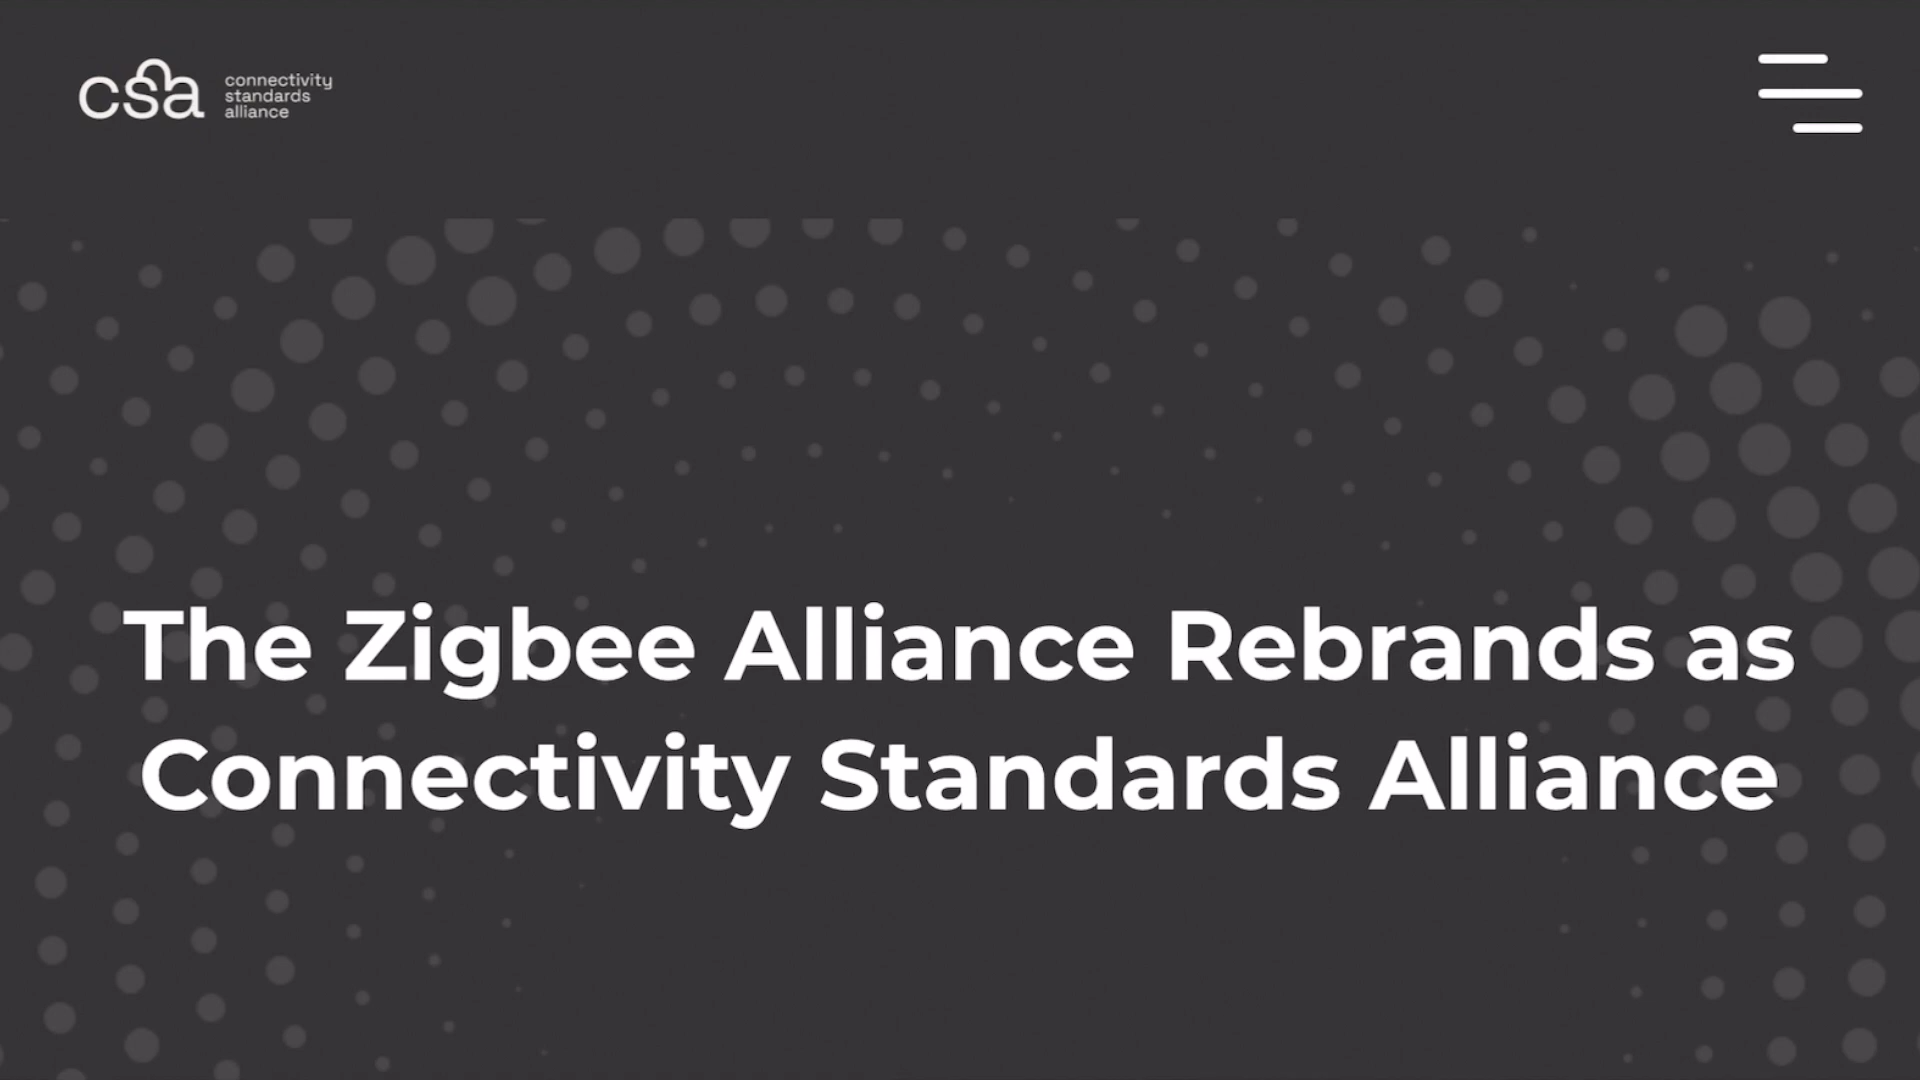 csa
connectivity
standards
alliance
The Zigbee Alliance Rebrands as
Connectivity Standards Alliance